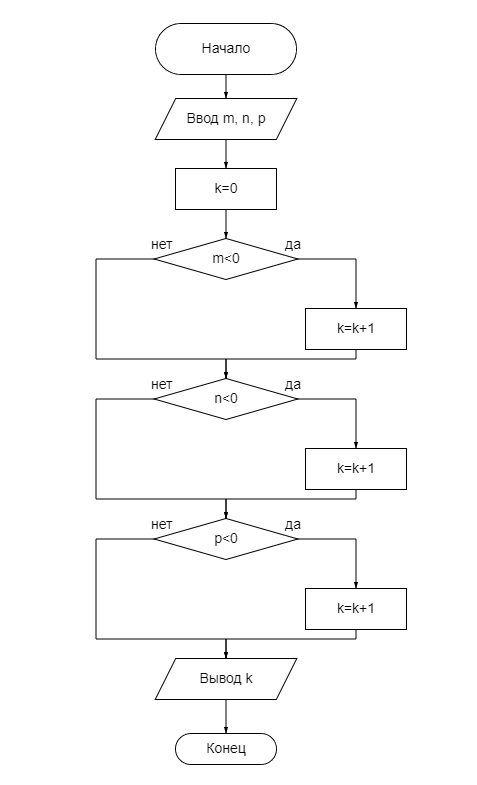 Начало
Ввод m, n, p
k=0
нет
да
m<0
k=k+1
нет
да
n<0
k=k+1
нет
да
p<0
k=k+1
Вывод k
Конец